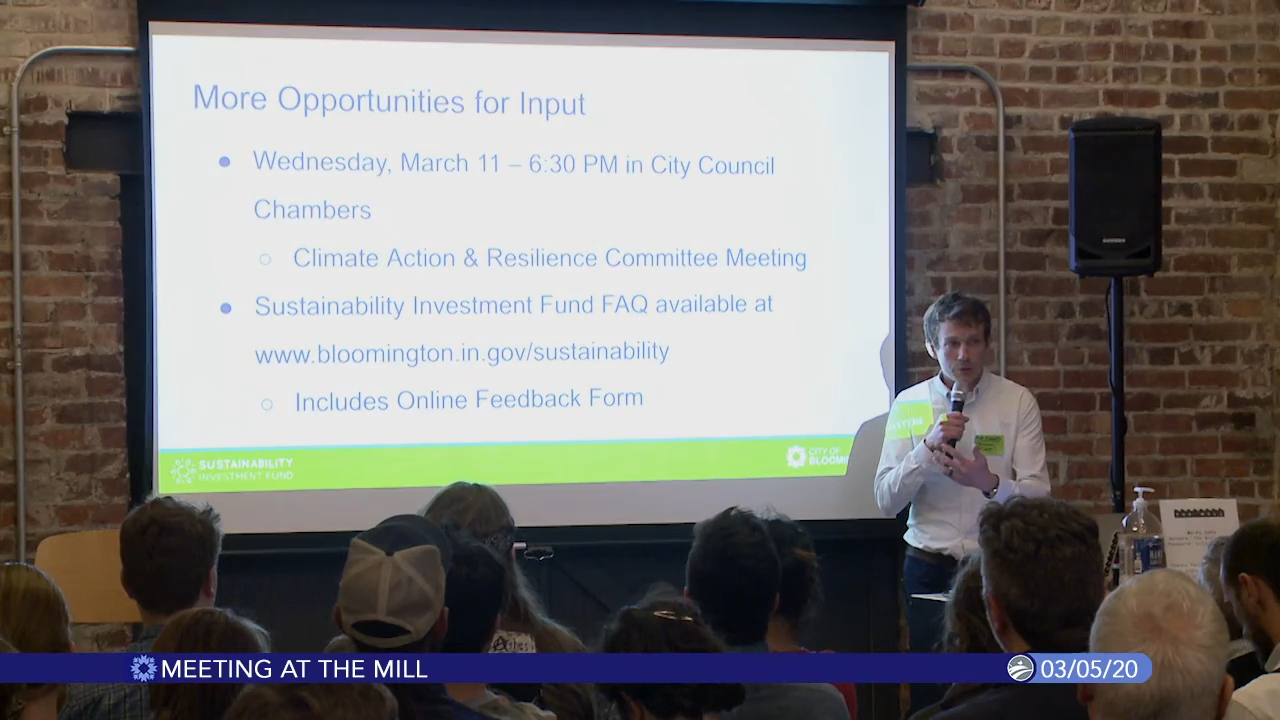 More Opportunities for Input
● Wednesday, March 11 – 6:30 PM in City Council
Chambers
○ Climate Action & Resilience Committee Meeting
● Sustainability Investment Fund FAQ available at
www.bloomington.in.gov/sustainability
○ Includes Online Feedback Form
SUSTAINABILITY
INVESTMENT FUND
CITY OF
BLOOMI
MEETING AT THE MILL
03/05/20